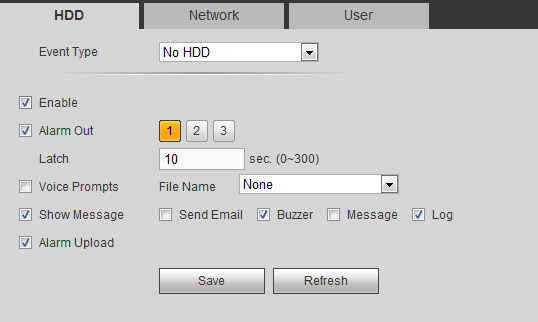 HDD Network User
Event Type No HDD
Enable
Alarm Out 1 2 3
Latch 10 sec. (0~300)
Voice Prompts File Name None
Show Message Send Email Buzzer Message Log
Alarm Upload
Save Refresh